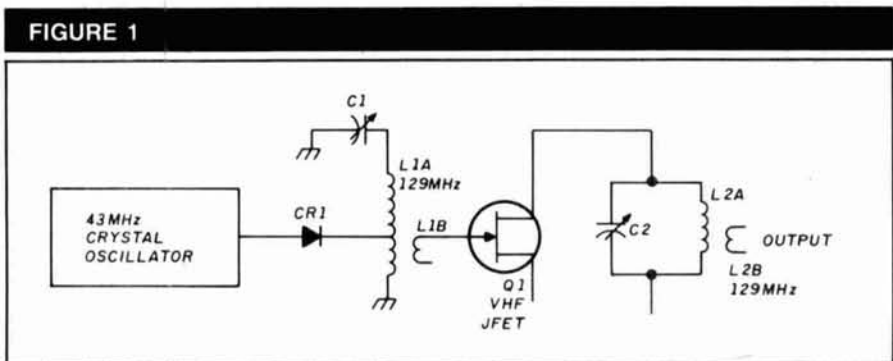 FIGURE 1
C1
L1A
129MHz
43MHz
CRYSTAL
OSCILLATOR
CR1
L1B
Q1
VHF
JFET
C2
L2A
OUTPUT
L2B
129MHz